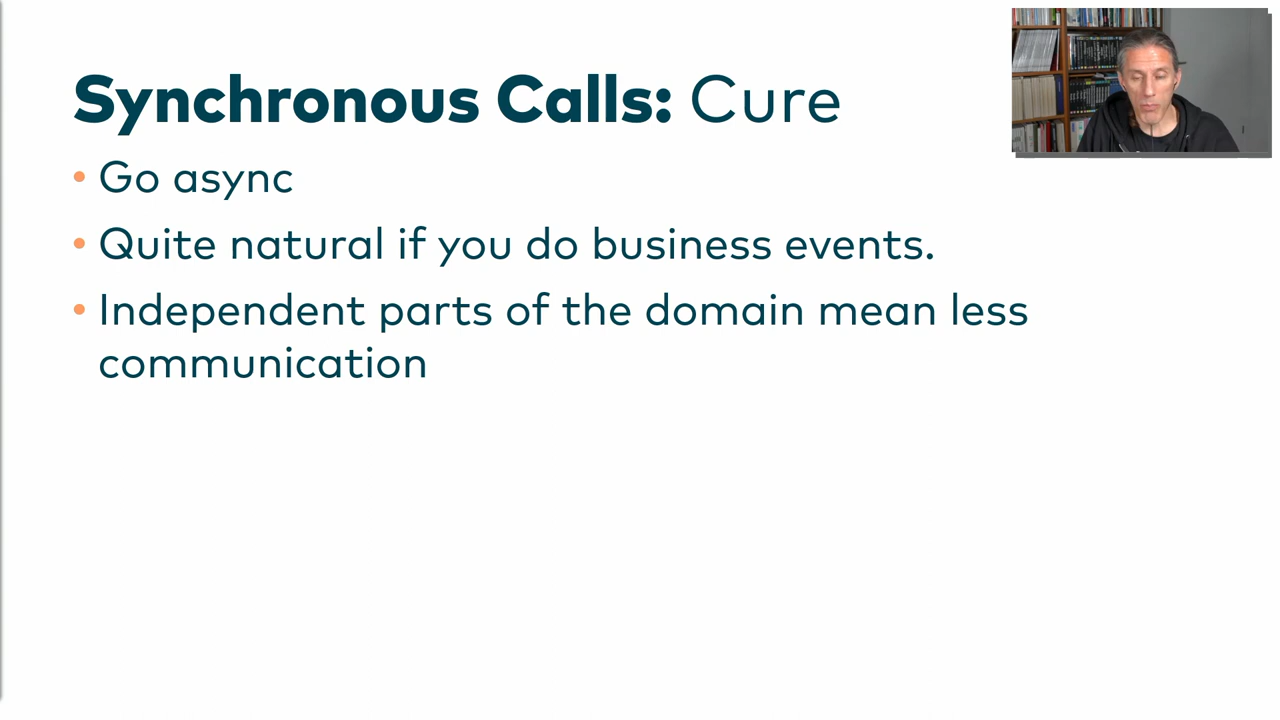 Synchronous Calls: Cure
• Go async
• Quite natural if you do business events.
• Independent parts of the domain mean less
communication